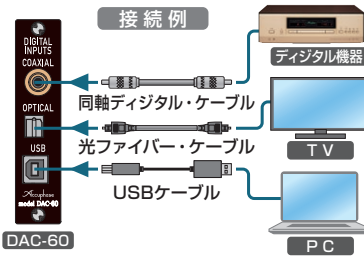 接続例
DIGITAL
INPUTS
COAXIAL
ディジタル機器
同軸ディジタル・ケーブル
OPTICAL
光ファイバー・ケーブル
TV
USB
USBケーブル
Accuphase
model DAC-60
DAC-60
PC